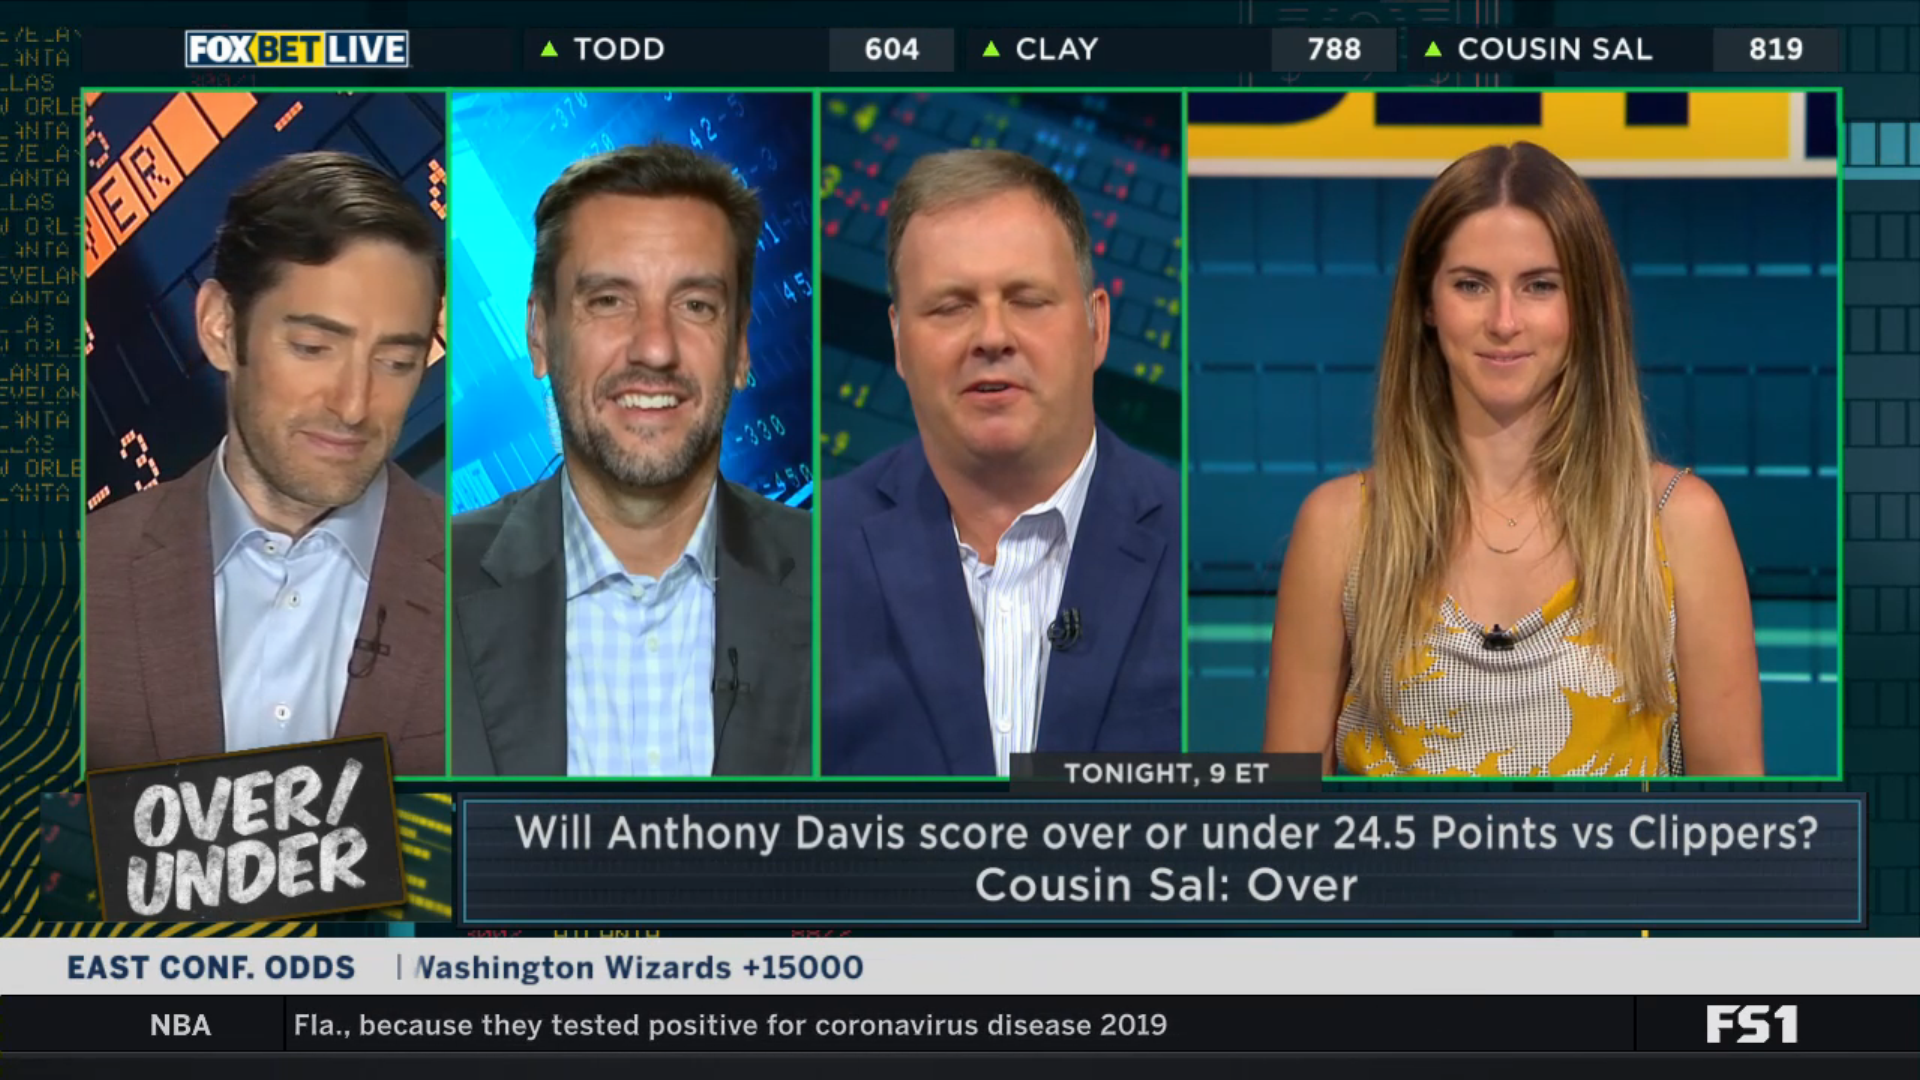 FOX BET LIVE
TODD 604
CLAY 788
COUSIN SAL 819
OVER/
UNDER
TONIGHT, 9 ET
Will Anthony Davis score over or under 24.5 Points vs Clippers?
Cousin Sal: Over
EAST CONF. ODDS | Washington Wizards +15000
NBA Fla., because they tested positive for coronavirus disease 2019
FS1